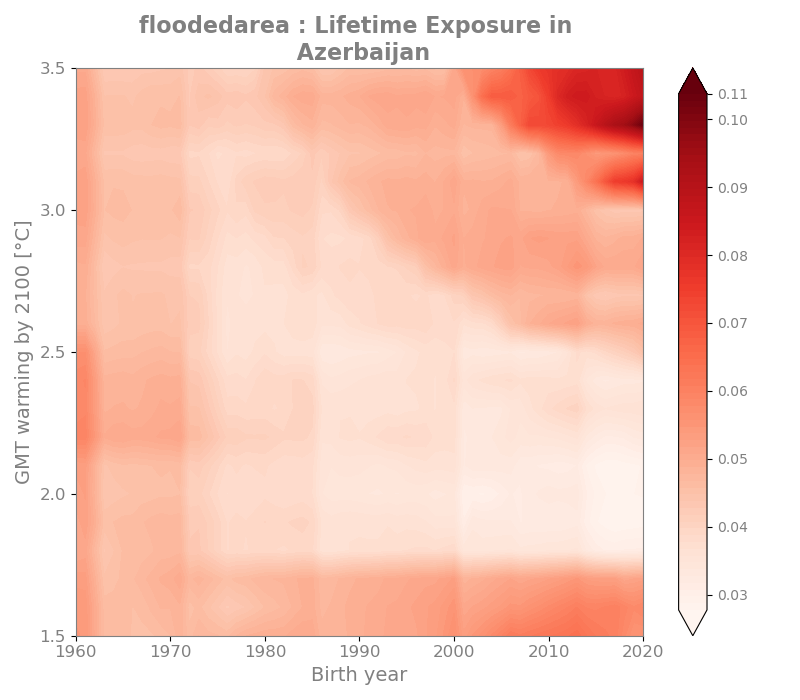 floodedarea : Lifetime Exposure in
Azerbaijan
3.5
3.0
2.5
2.0
1.5
GMT warming by 2100 [°C]
1960 1970 1980 1990 2000 2010 2020
Birth year
0.11
0.10
0.09
0.08
0.07
0.06
0.05
0.04
0.03